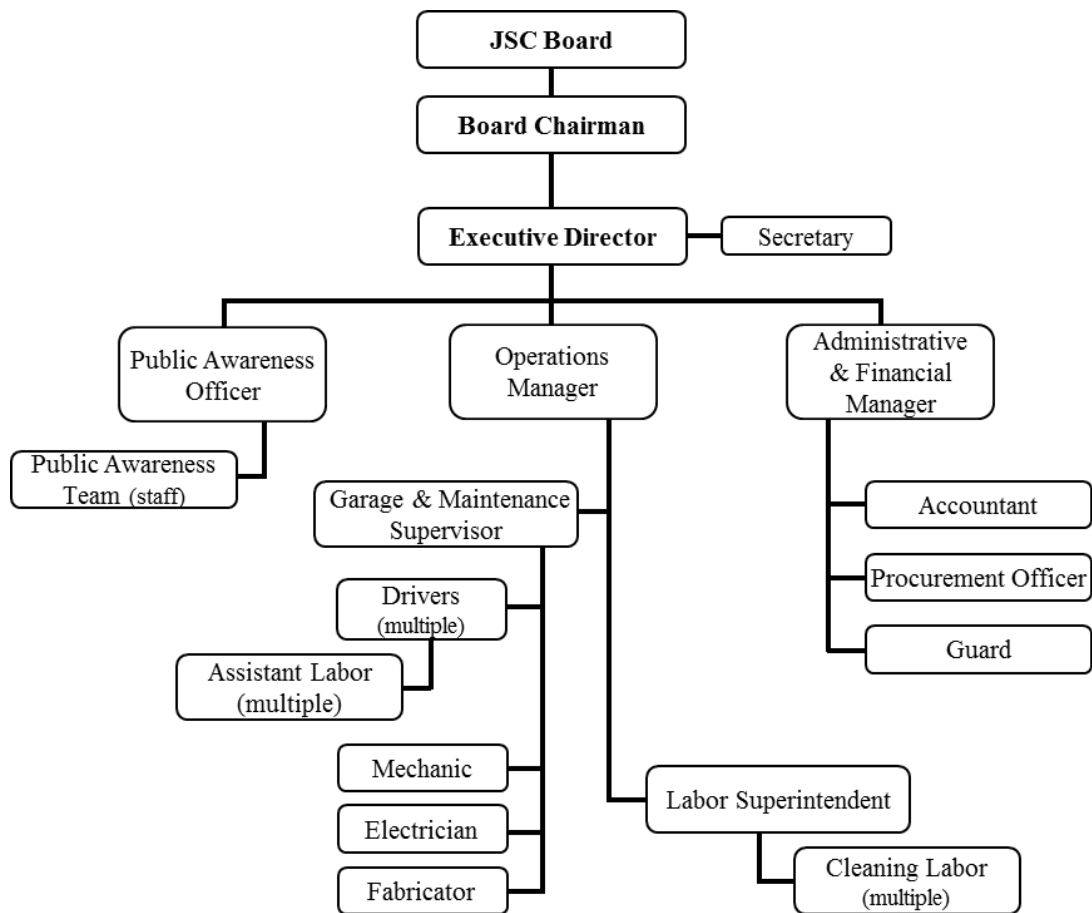 JSC Board
Board Chairman
Executive Director
Secretary
Public Awareness
Officer
Operations
Manager
Administrative
& Financial
Manager
Public Awareness
Team (staff)
Garage & Maintenance
Supervisor
Accountant
Drivers
(multiple)
Procurement Officer
Assistant Labor
(multiple)
Guard
Mechanic
Labor Superintendent
Electrician
Cleaning Labor
(multiple)
Fabricator